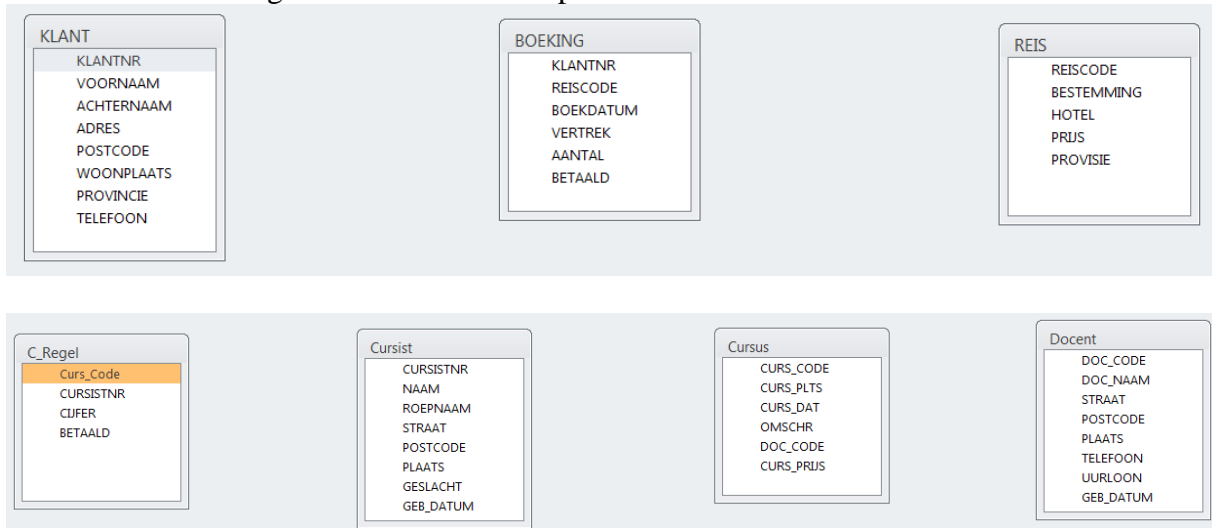 KLANT
KLANTNR
VOORNAAM
ACHTERNAAM
ADRES
POSTCODE
WOONPLAATS
PROVINCIE
TELEFOON
BOEKING
KLANTNR
REISCODE
BOEKDATUM
VERTREK
AANTAL
BETAALD
REIS
REISCODE
BESTEMMING
HOTEL
PRIJS
PROVISIE
C_Regel
Curs_Code
CURSISTNR
CIJFER
BETAALD
Cursist
CURSISTNR
NAAM
ROEPNAAM
STRAAT
POSTCODE
PLAATS
GESLACHT
GEB_DATUM
Cursus
CURS_CODE
CURS_PLTS
CURS_DAT
OMSCHR
DOC_CODE
CURS_PRIJS
Docent
DOC_CODE
DOC_NAAM
STRAAT
POSTCODE
PLAATS
TELEFOON
UURLOON
GEB_DATUM